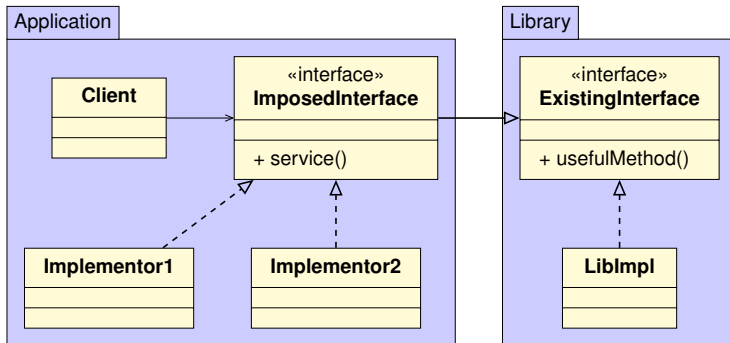 Application
Library
Client
«interface»
ImposedInterface
+ service()
«interface»
ExistingInterface
+ usefulMethod()
Implementor1
Implementor2
LibImpl